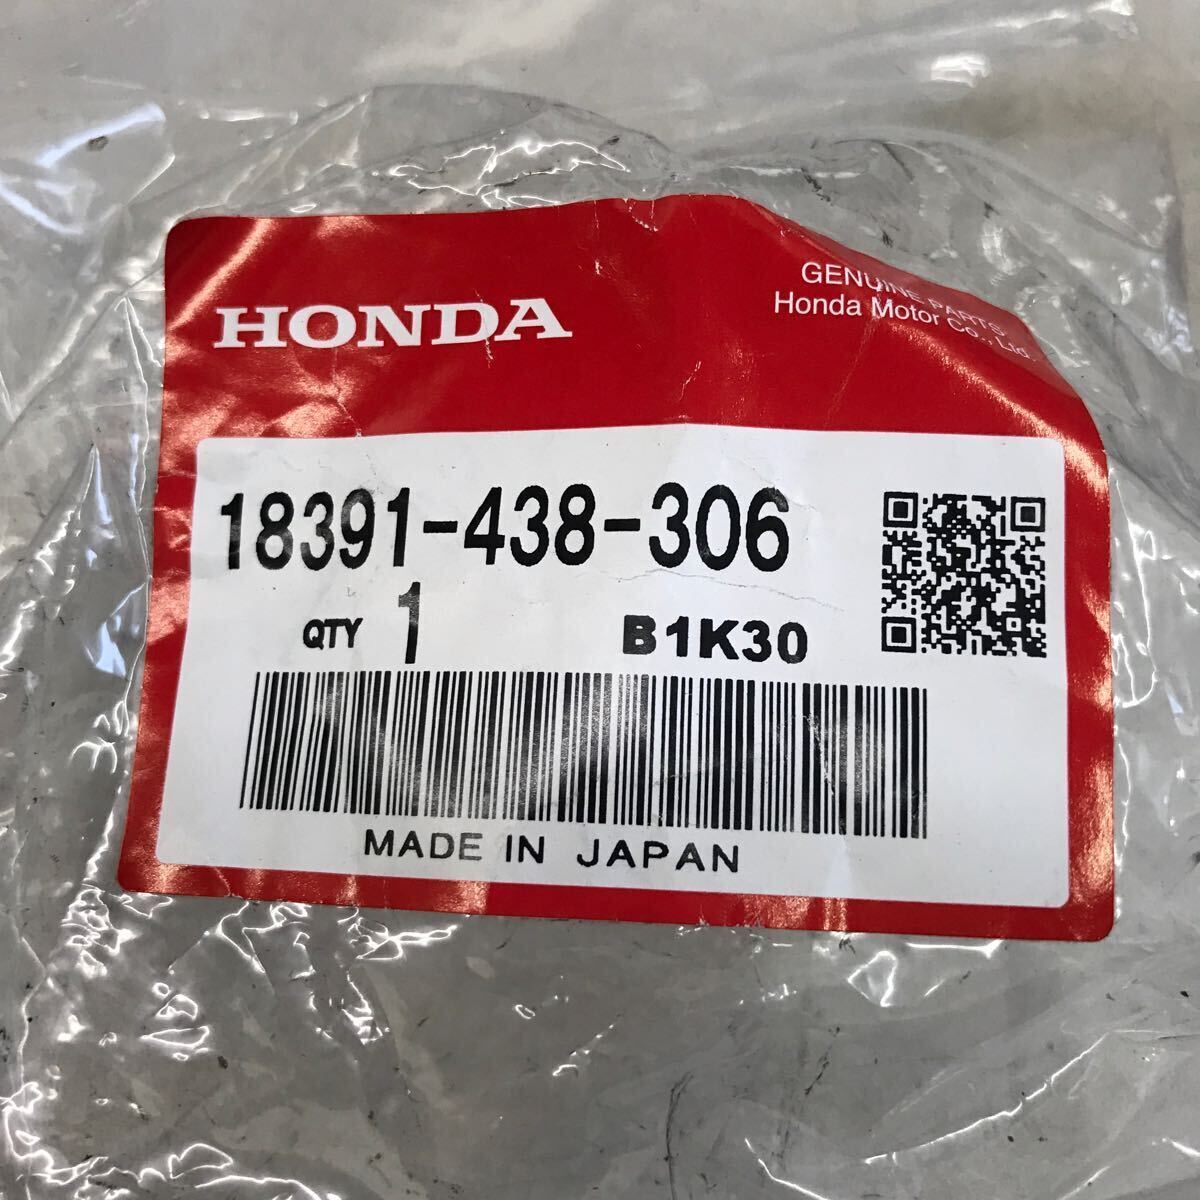 HONDA
GENUINE PARTS
Honda Motor Co., Ltd.
18391-438-306
QTY 1 B1K30
MADE IN JAPAN